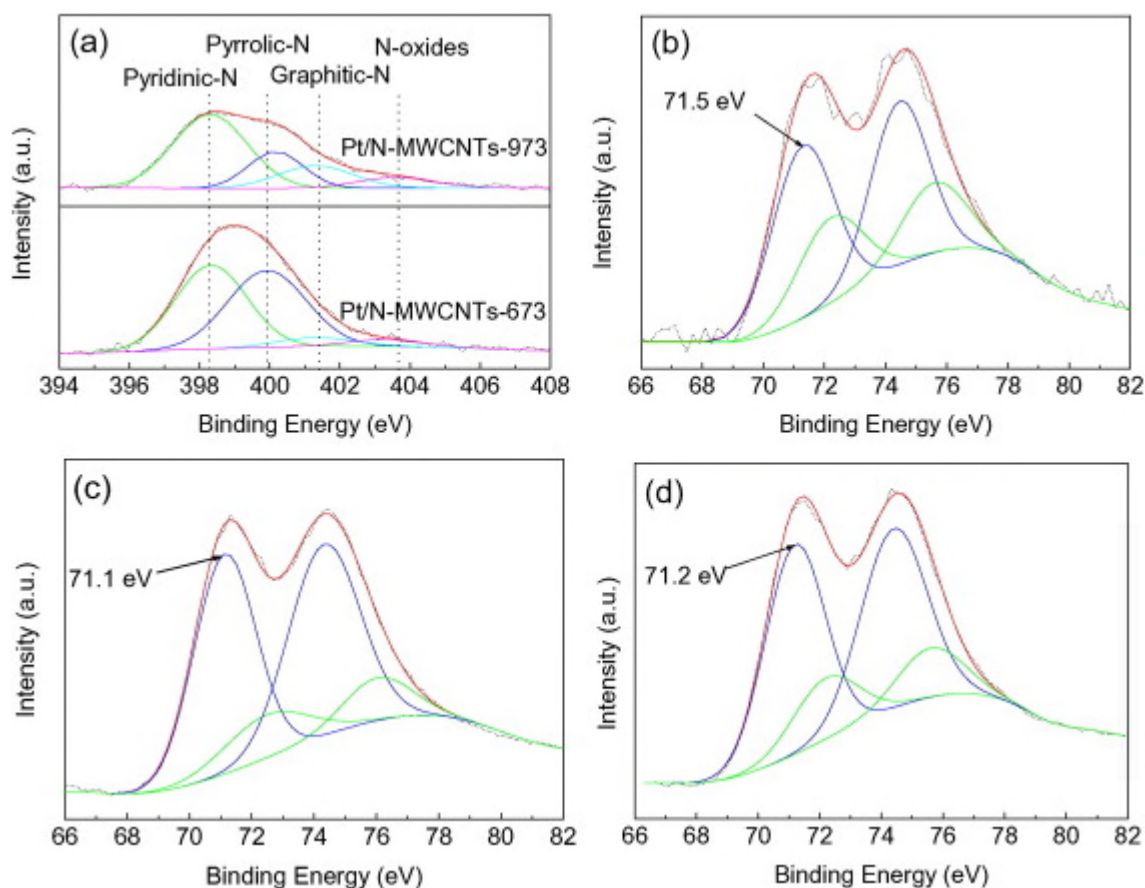 (a)
Pyrrolic-N
N-oxides
Pyridinic-N
Graphitic-N
Pt/N-MWCNTs-973
Pt/N-MWCNTs-673
Intensity (a.u.)
394 396 398 400 402 404 406 408
Binding Energy (eV)
(b)
71.5 eV
Intensity (a.u.)
66 68 70 72 74 76 78 80 82
Binding Energy (eV)
(c)
71.1 eV
Intensity (a.u.)
66 68 70 72 74 76 78 80 82
Binding Energy (eV)
(d)
71.2 eV
Intensity (a.u.)
66 68 70 72 74 76 78 80 82
Binding Energy (eV)